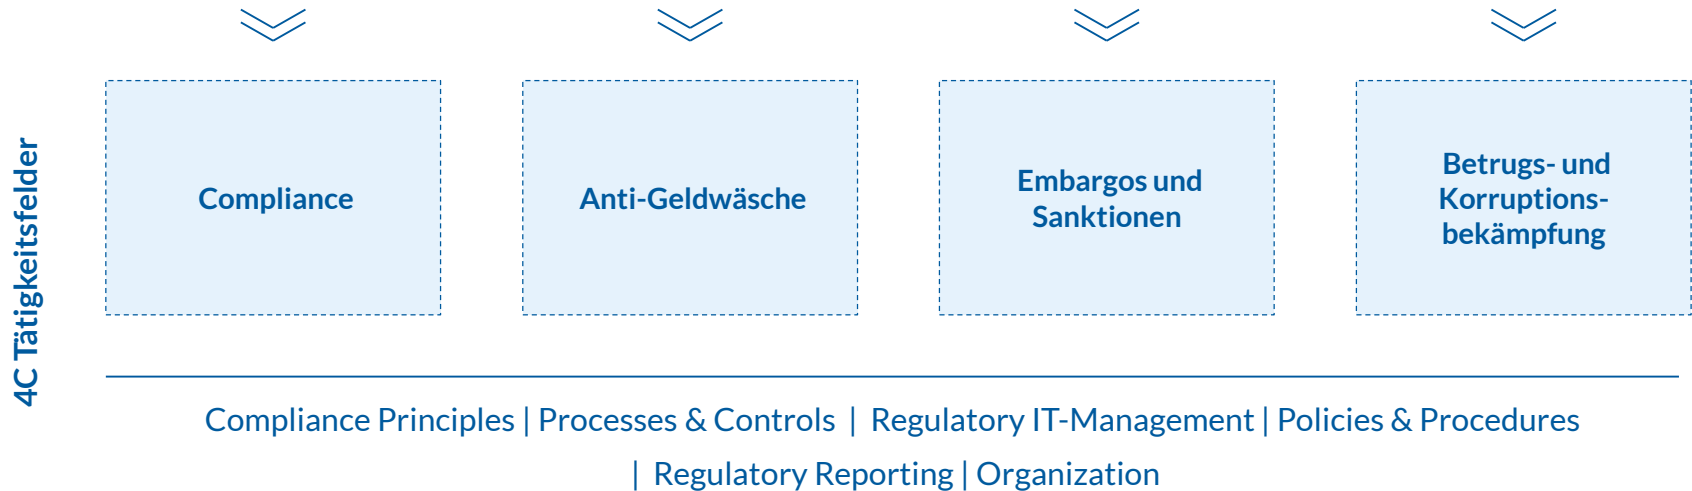 4C Tätigkeitsfelder
Compliance
Anti-Geldwäsche
Embargos und
Sanktionen
Betrugs- und
Korruptions-
bekämpfung
Compliance Principles | Processes & Controls | Regulatory IT-Management | Policies & Procedures
| Regulatory Reporting | Organization